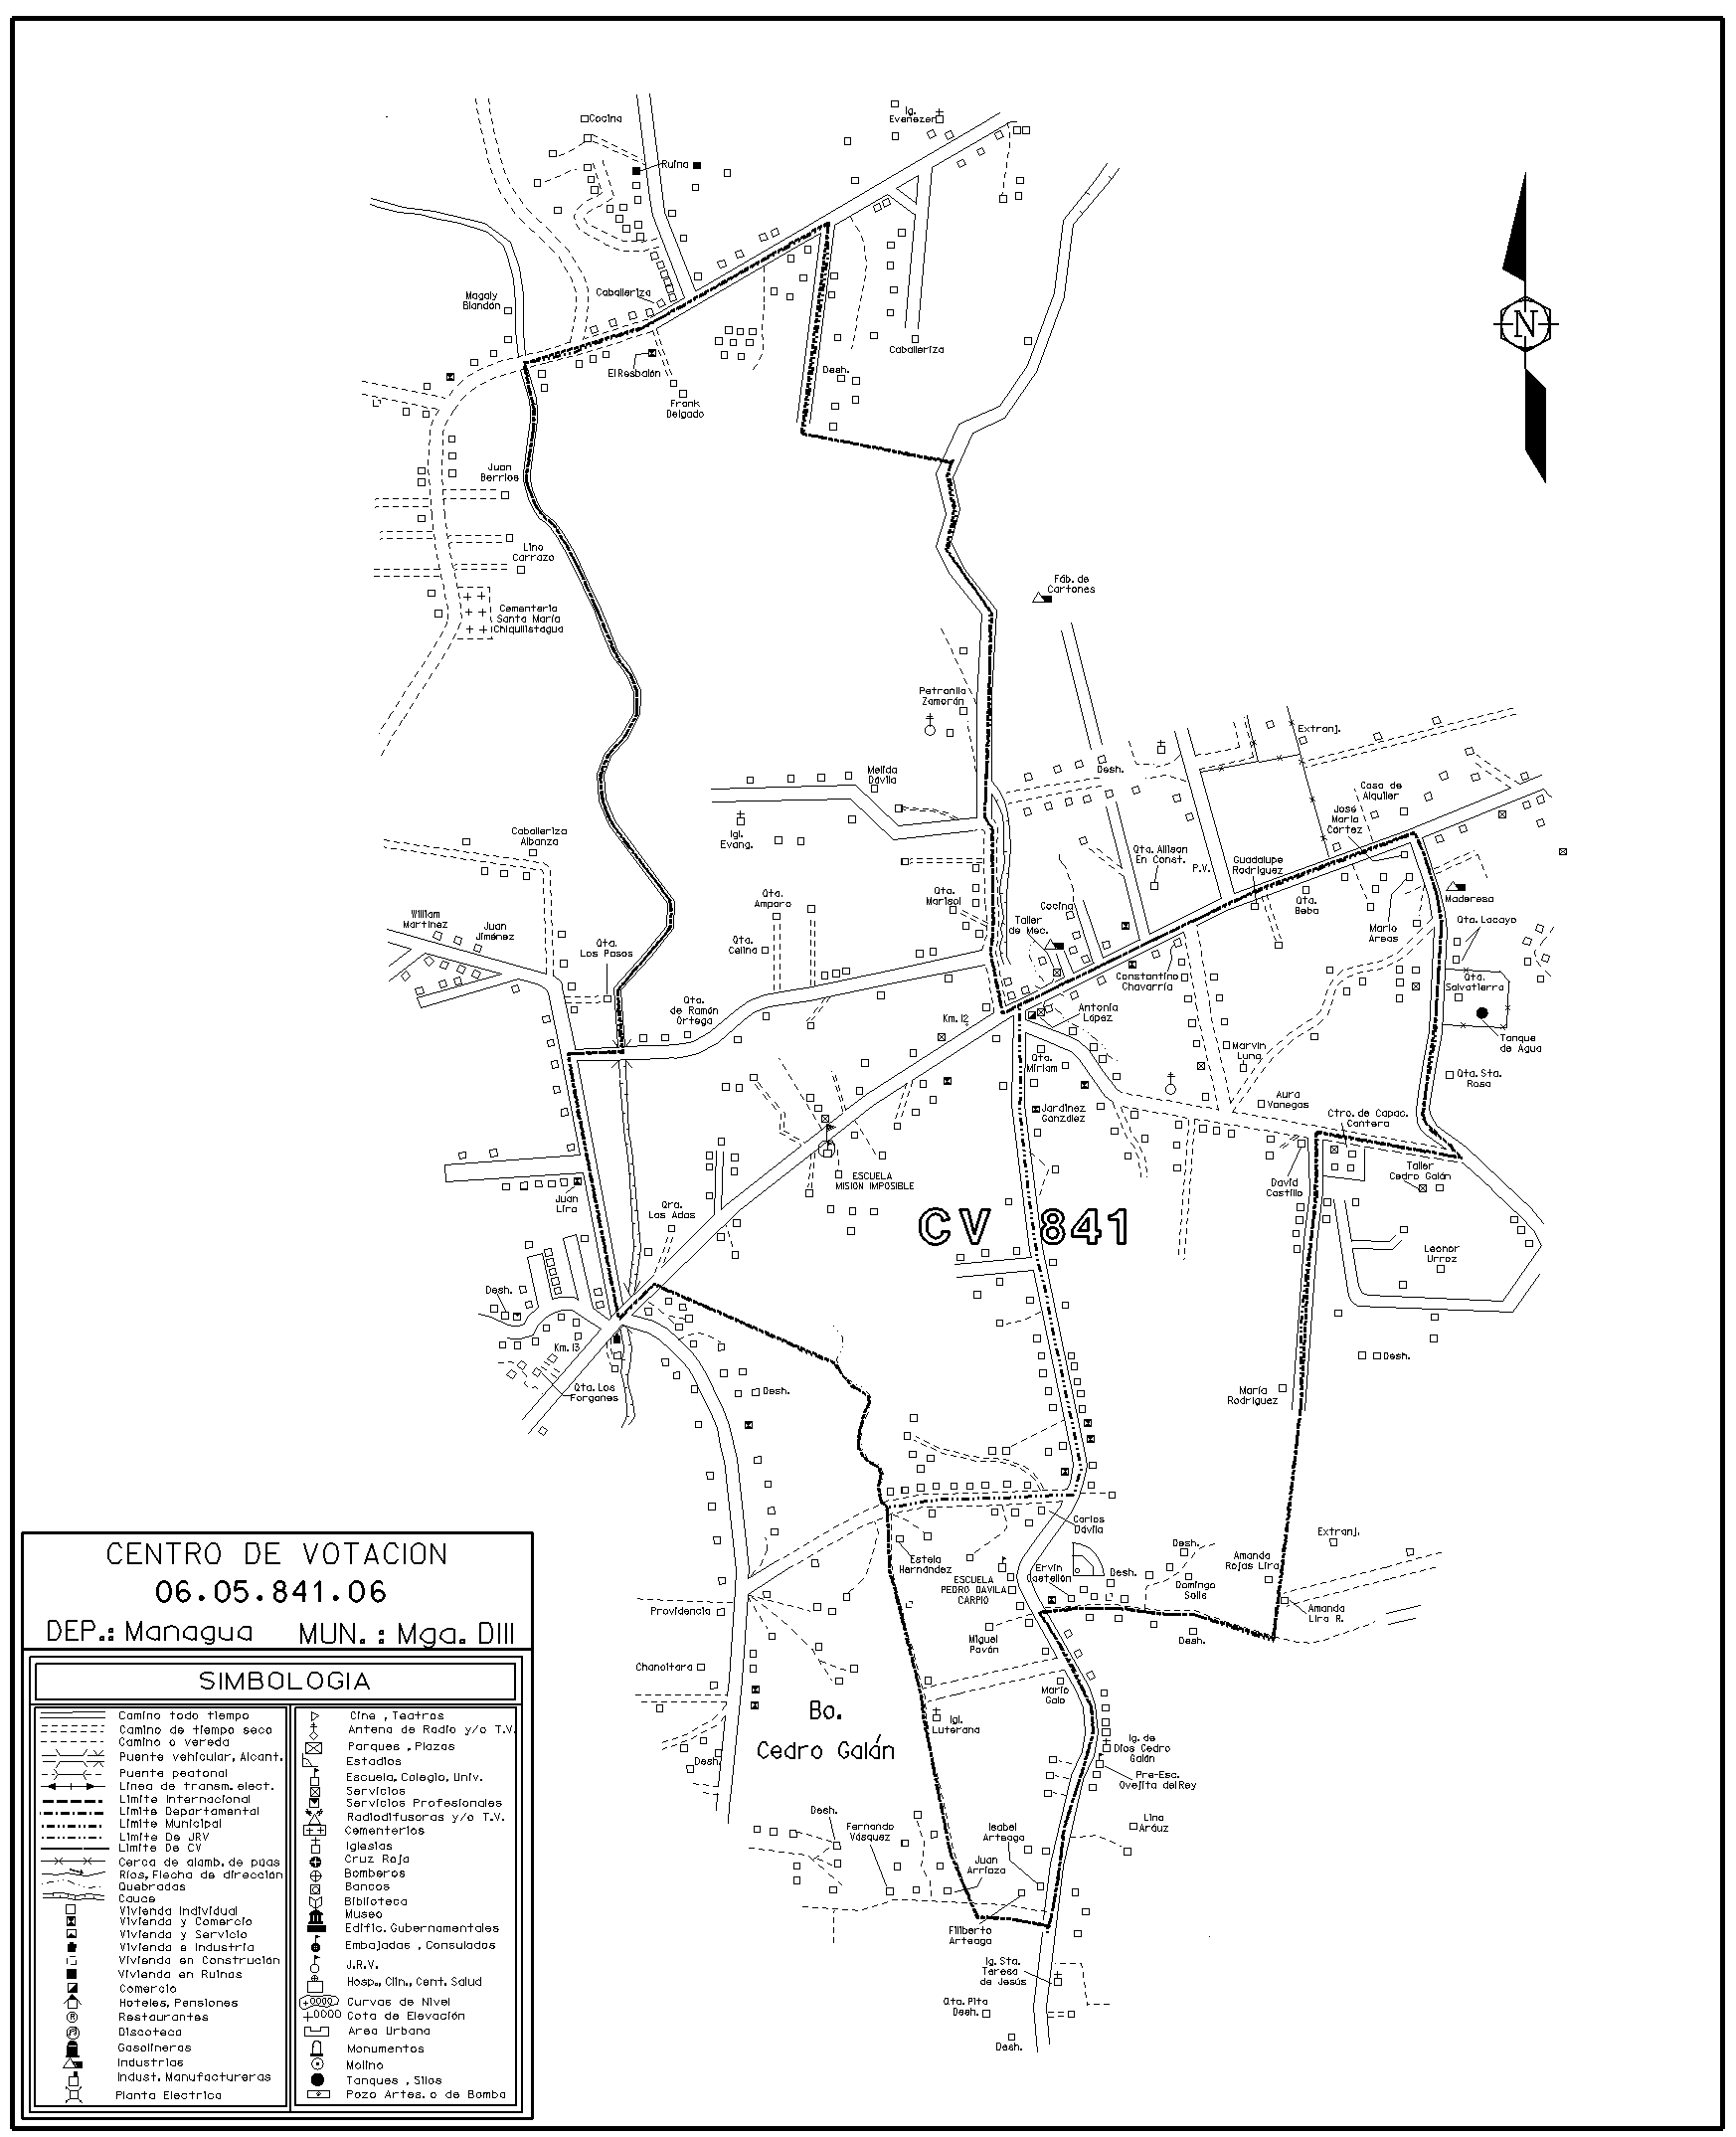 Cocina
Ig.
Evenezer
Ruina
Magaly
Blandón
Caballeriza
Caballeriza
El Resbalón
Desh.
Frank
Delgado
Juan
Berrios
N
Lino
Carrazo
Cementerio
Santa María
Chiquilistagua
Fáb. de
Cartones
Petronila
Zamorán
Extranj.
Melida
Dávila
Desh.
Casa de
Alquiler
José
María
Cortez
Caballeriza
Albanza
Igl.
Evang.
Qta. Allison
En Const.
P.V.
Guadalupe
Rodriguez
Qta.
Amparo
Qta.
Marisol
Cocina
Qta.
Beba
Maderesa
William
Martinez
Juan
Jiménez
Taller
de Mec.
Mario
Areas
Qta. Lacayo
Qta.
Los Pasos
Qta.
Celina
Constantino
Chavarría
Qta.
Salvatierra
Qta.
de Ramón
Ortega
Km. 12
Antonia
López
Qta.
Miriam
Marvin
Luna
Tanque
de Agua
Qta. Sta.
Rosa
Jardinez
González
Aura
Vanegas
Ctro. de Capac.
Cantera
ESCUELA
MISION IMPOSIBLE
Taller
Cedro Galán
David
Castillo
Juan
Lira
Qra.
Las Adas
CV 841
Leonor
Urroz
Desh.
Km. 13
Desh.
Qta. Los
Forganes
Desh.
María
Rodriguez
Carlos
Dávila
Estela
Hernández
Extranj.
Desh.
Amanda
Rojas Lira
Ervin
Castellón
Desh.
ESCUELA
PEDRO DAVILA
CARPIO
Domingo
Solle
Providencia
Amanda
Lira R.
Miguel
Pavón
Desh.
Chanoltara
Mario
Galo
Bo.
Cedro Galán
Igl.
Luterana
Ig. de
Dios Cedro
Galán
Desh.
Pre-Esc.
Ovejita del Rey
Desh.
Fernando
Vásquez
Isabel
Arteaga
Lina
Aráuz
Juan
Arriaza
Filiberto
Arteaga
Ig. Sta.
Teresa
de Jesús
Qta. Pita
Desh.
Desh.
CENTRO DE VOTACION
06.05.841.06
DEP.: Managua MUN. : Mga. DIII
SIMBOLOGIA
Camino todo tiempo
Camino de tiempo seco
Camino o vereda
Puente vehicular, Alcant.
Puente peatonal
Línea de transm. elect.
Límite Internacional
Límite Departamental
Límite Municipal
Límite De JRV
Límite De CV
Cerca de alamb. de púas
Ríos, Flecha de dirección
Quebradas
Cauce
Vivienda Individual
Vivienda y Comercio
Vivienda y Servicio
Vivienda e Industria
Vivienda en Construción
Vivienda en Ruinas
Comercio
Hoteles, Pensiones
Restaurantes
Discoteca
Gasolineras
Industrias
Indust. Manufactureras
Planta Electrica
Cine , Teatros
Antena de Radio y/o T.V.
Parques , Plazas
Estadios
Escuela, Colegio, Univ.
Servicios
Servicios Profesionales
Radiodifusoras y/o T.V.
Cementerios
Iglesias
Cruz Roja
Bomberos
Bancos
Biblioteca
Museo
Edific. Gubernamentales
Embajadas , Consulados
J.R.V.
Hosp., Clin., Cent. Salud
Curvas de Nivel
Cota de Elevación
Area Urbana
Monumentos
Molino
Tanques , Silos
Pozo Artes. o de Bomba